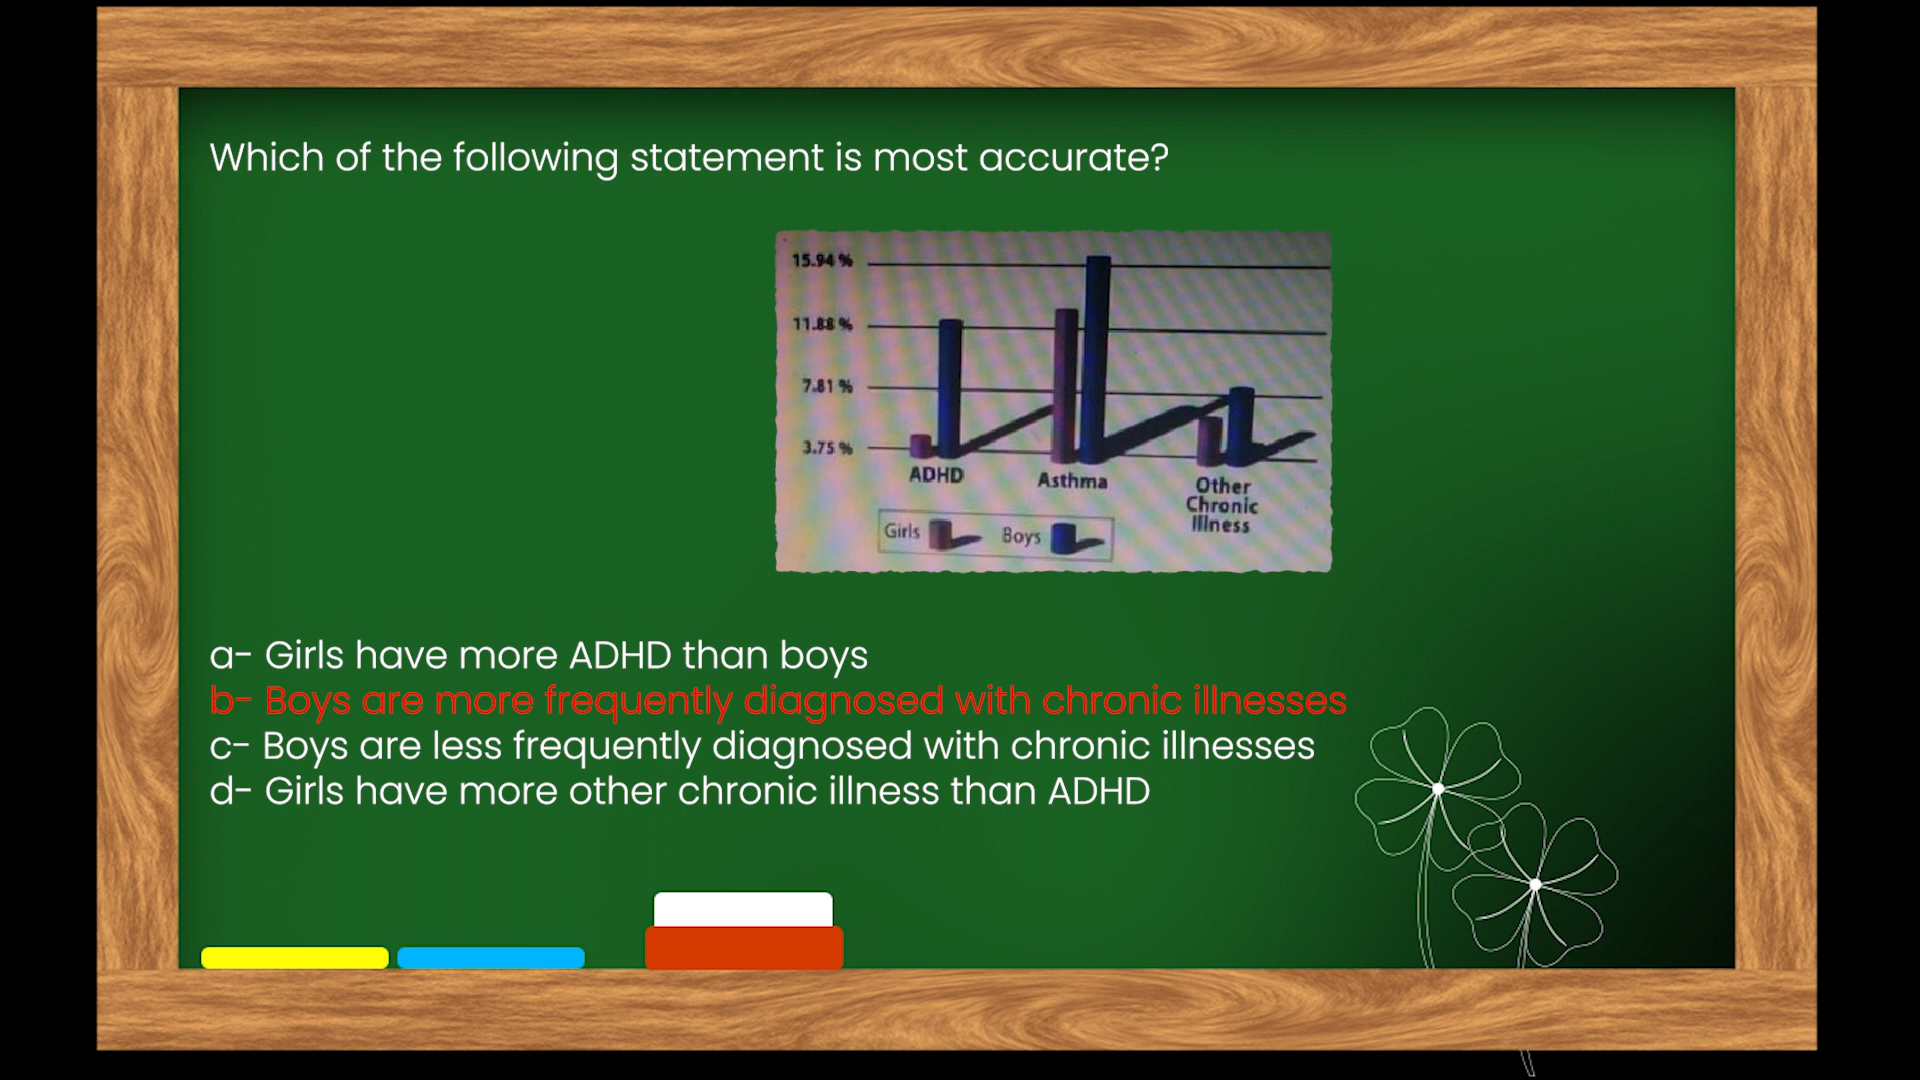 Which of the following statement is most accurate?
15.94 %
11.88 %
7.81 %
3.75 %
ADHD
Asthma
Other
Chronic
Illness
Girls
Boys
a- Girls have more ADHD than boys
b- Boys are more frequently diagnosed with chronic illnesses
c- Boys are less frequently diagnosed with chronic illnesses
d- Girls have more other chronic illness than ADHD